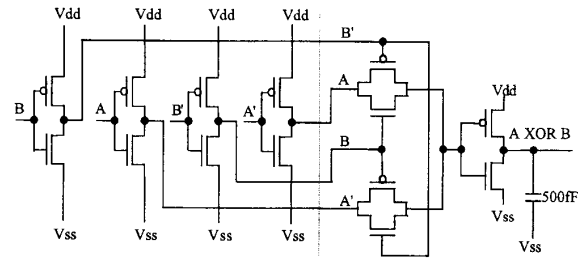 Vdd Vdd Vdd Vdd
B'
B A B' A' A
Vdd
B A XOR B
A'
500fF
Vss
Vss Vss Vss Vss Vss